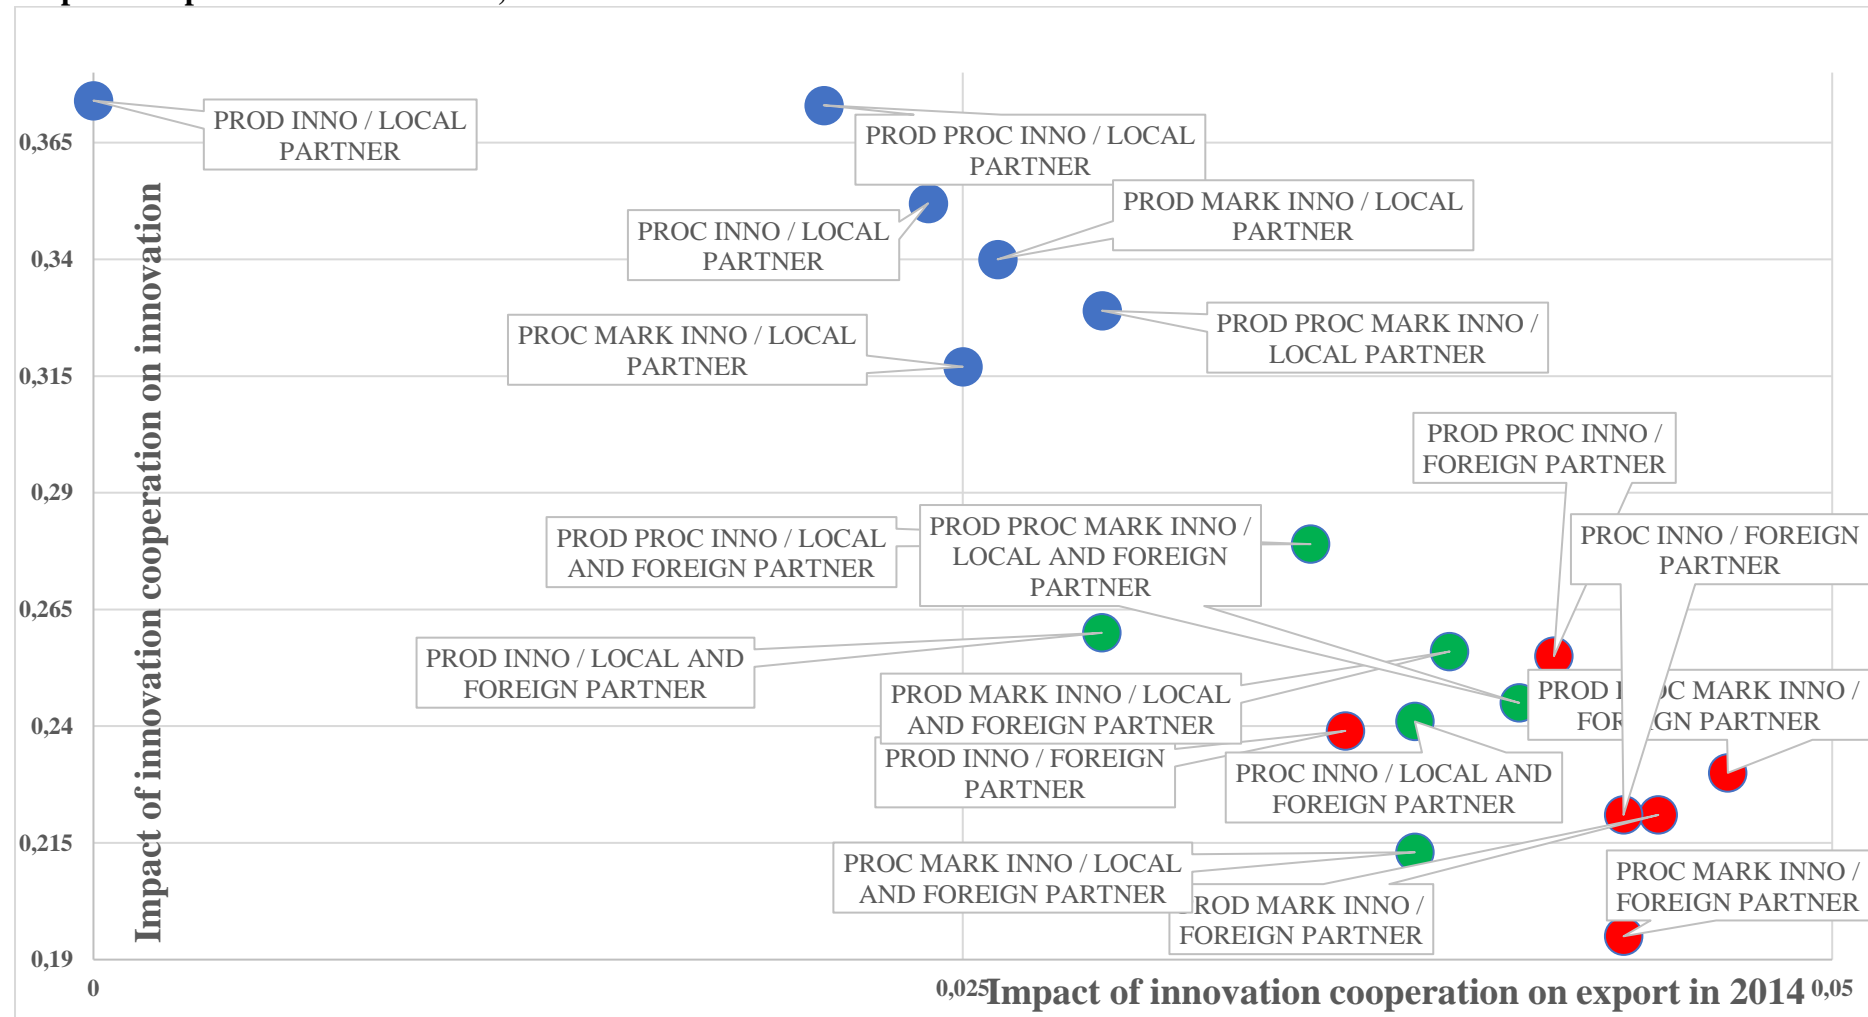 PROD INNO / LOCAL
PARTNER
PROD PROC INNO / LOCAL
PARTNER
0,365
PROD MARK INNO / LOCAL
PARTNER
PROC INNO / LOCAL
PARTNER
0,34
PROD PROC MARK INNO /
LOCAL PARTNER
PROC MARK INNO / LOCAL
PARTNER
0,315
PROD PROC INNO /
FOREIGN PARTNER
0,29
PROD PROC INNO / LOCAL
AND FOREIGN PARTNER
PROD PROC MARK INNO /
LOCAL AND FOREIGN
PARTNER
PROC INNO / FOREIGN
PARTNER
0,265
PROD INNO / LOCAL AND
FOREIGN PARTNER
PROD MARK INNO / LOCAL
AND FOREIGN PARTNER
PROD PROC MARK INNO /
FOREIGN PARTNER
0,24
PROD INNO / FOREIGN
PARTNER
PROC INNO / LOCAL AND
FOREIGN PARTNER
0,215
PROC MARK INNO / LOCAL
AND FOREIGN PARTNER
PROD MARK INNO /
FOREIGN PARTNER
PROC MARK INNO /
FOREIGN PARTNER
0,19
Impact of innovation cooperation on innovation
0
0,025
Impact of innovation cooperation on export in 2014
0,05